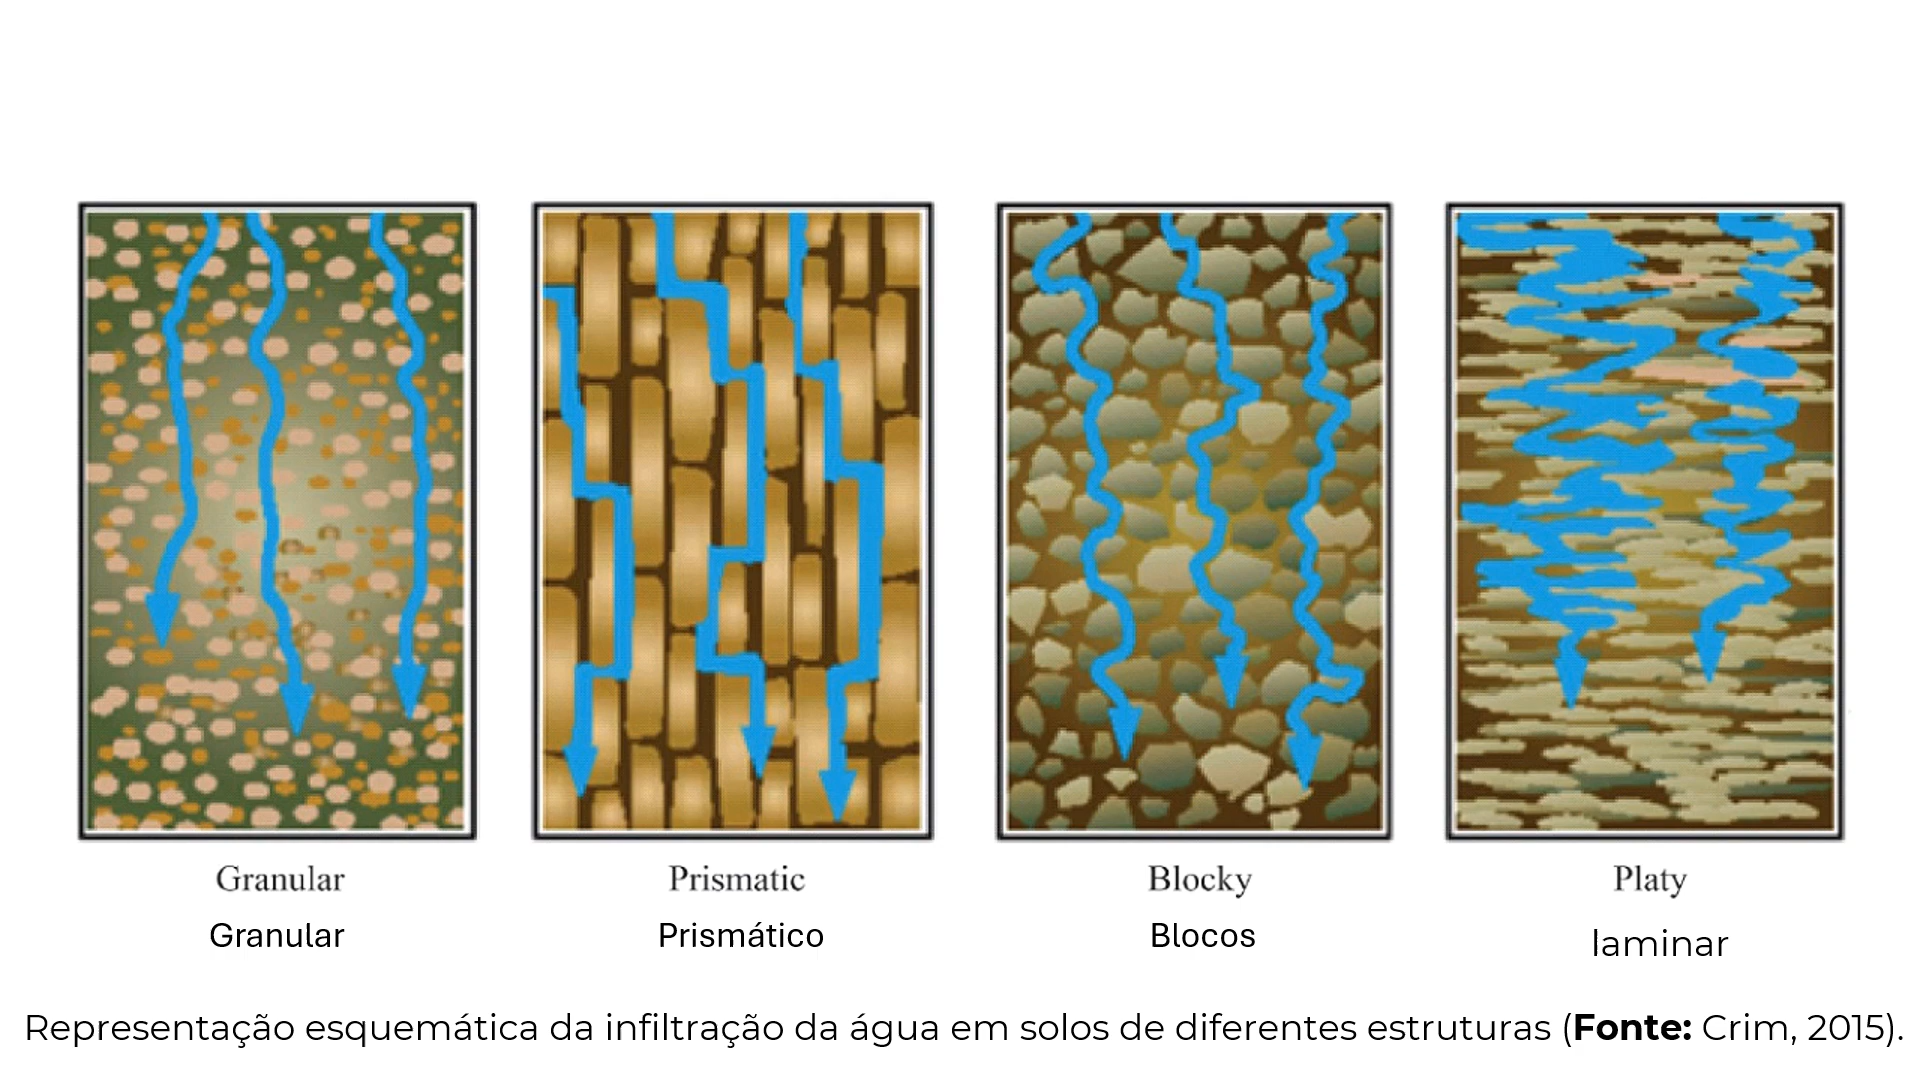 Granular
Prismatic
Blocky
Platy
Granular
Prismático
Blocos
laminar
Representação esquemática da infiltração da água em solos de diferentes estruturas (Fonte: Crim, 2015).